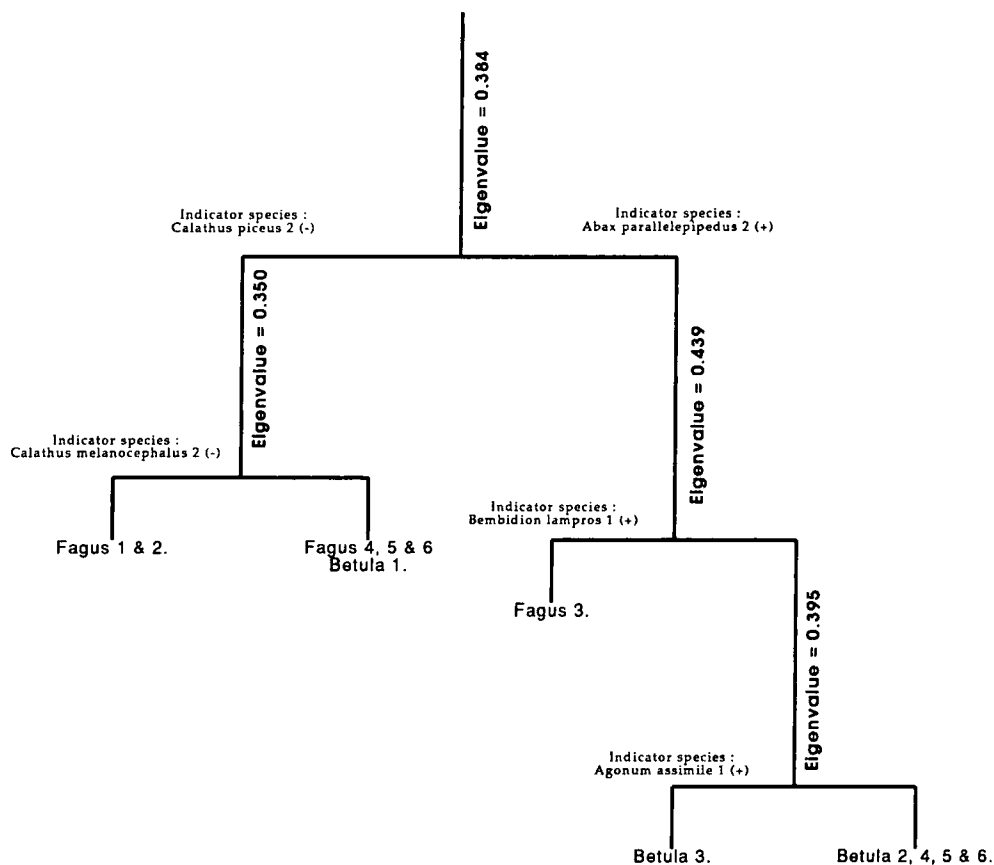 Eigenvalue = 0.384
Indicator species :
Calathus piceus 2 (-)
Indicator species :
Abax parallelepipedus 2 (+)
Eigenvalue = 0.350
Eigenvalue = 0.439
Indicator species :
Calathus melanocephalus 2 (-)
Indicator species :
Bembidion lampros 1 (+)
Fagus 1 & 2.
Fagus 4, 5 & 6
Betula 1.
Fagus 3.
Eigenvalue = 0.395
Indicator species :
Agonum assimile 1 (+)
Betula 3.
Betula 2, 4, 5 & 6.